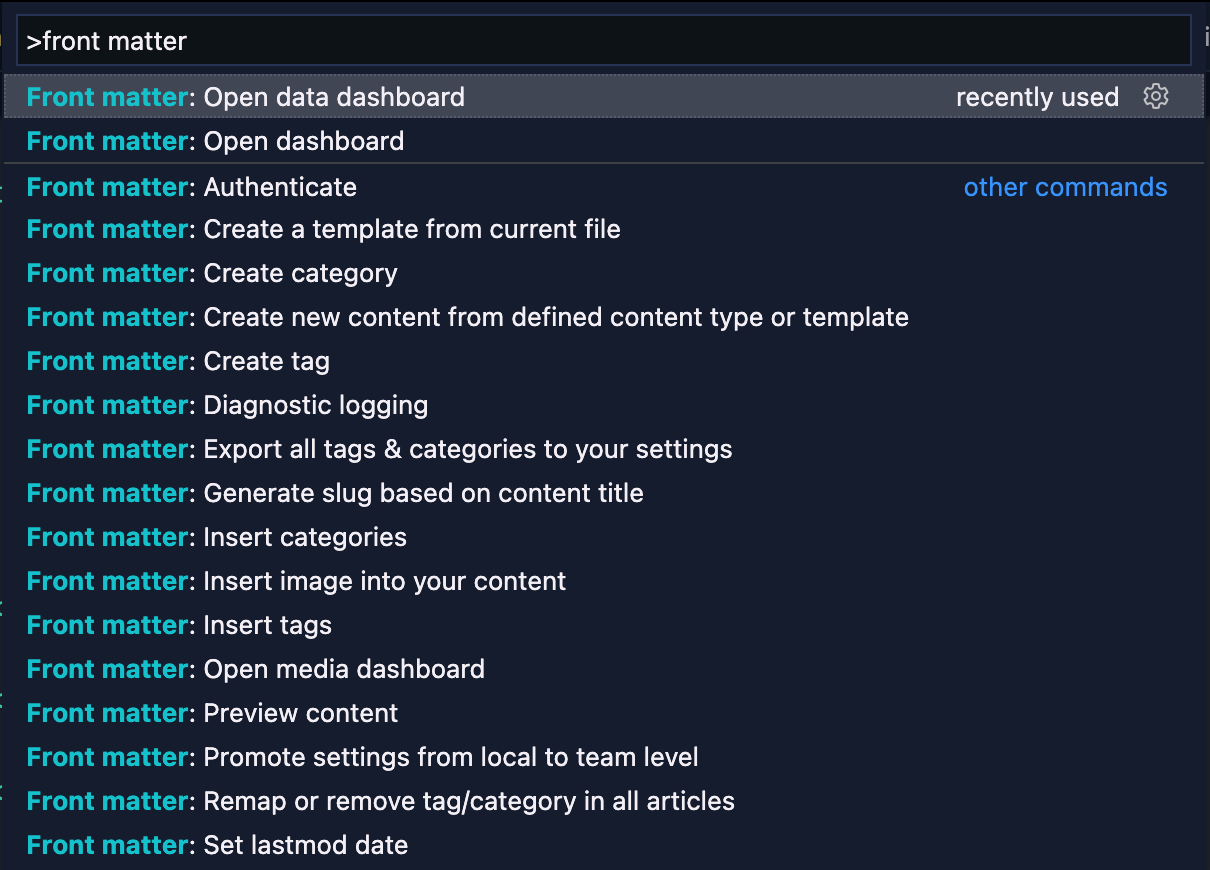 >front matter
Front matter: Open data dashboard recently used
Front matter: Open dashboard
Front matter: Authenticate other commands
Front matter: Create a template from current file
Front matter: Create category
Front matter: Create new content from defined content type or template
Front matter: Create tag
Front matter: Diagnostic logging
Front matter: Export all tags & categories to your settings
Front matter: Generate slug based on content title
Front matter: Insert categories
Front matter: Insert image into your content
Front matter: Insert tags
Front matter: Open media dashboard
Front matter: Preview content
Front matter: Promote settings from local to team level
Front matter: Remap or remove tag/category in all articles
Front matter: Set lastmod date